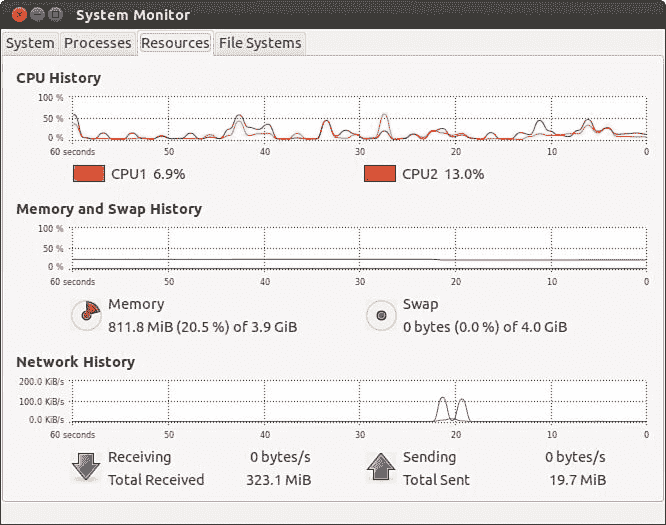 System Monitor
System Processes Resources File Systems
CPU History
100 %
50 %
0 %
60 seconds 50 40 30 20 10 0
CPU1 6.9% CPU2 13.0%
Memory and Swap History
100 %
50 %
0 %
60 seconds 50 40 30 20 10 0
Memory Swap
811.8 MiB (20.5 %) of 3.9 GiB 0 bytes (0.0 %) of 4.0 GiB
Network History
200.0 KiB/s
100.0 KiB/s
0.0 KiB/s
60 seconds 50 40 30 20 10 0
Receiving 0 bytes/s Sending 0 bytes/s
Total Received 323.1 MiB Total Sent 19.7 MiB